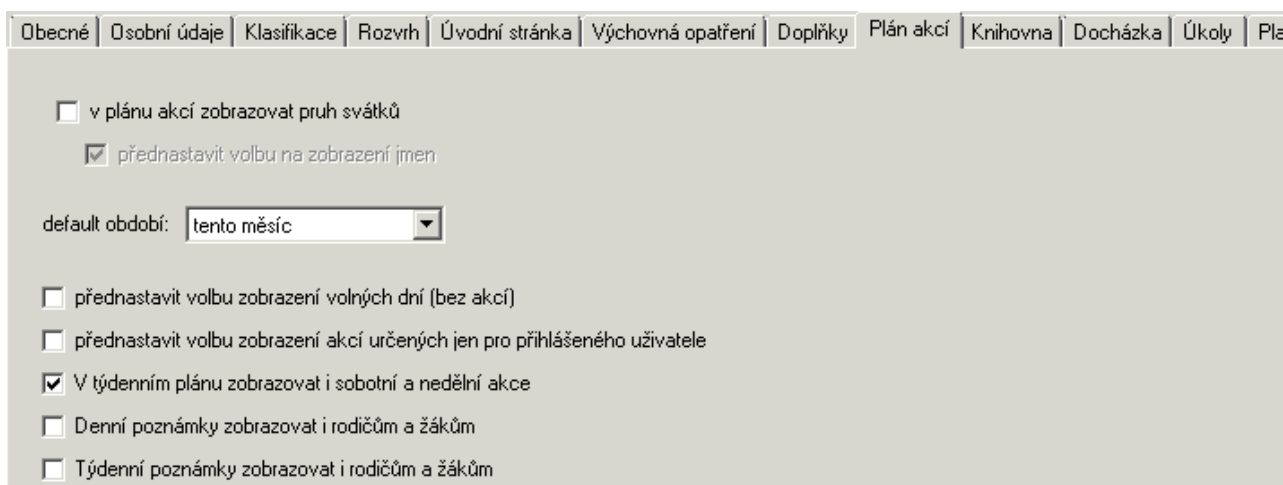 Obecné Osobní údaje Klasifikace Rozvrh Úvodní stránka Výchovná opatření Doplňky Plán akcí Knihovna Docházka Úkoly
v plánu akcí zobrazovat pruh svátků
přednastavit volbu na zobrazení jmen
default období: tento měsíc
přednastavit volbu zobrazení volných dní (bez akcí)
přednastavit volbu zobrazení akcí určených jen pro přihlášeného uživatele
V týdenním plánu zobrazovat i sobotní a nedělní akce
Denní poznámky zobrazovat i rodičům a žákům
Týdenní poznámky zobrazovat i rodičům a žákům